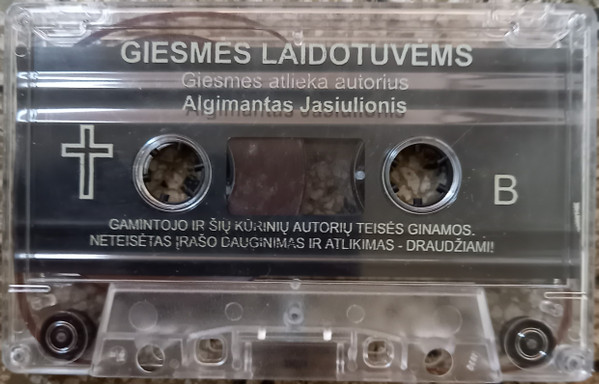 GIESMĖS LAIDOTUVĖMS
Giesmes atlieka autorius
Algimantas Jasiulionis
B
GAMINTOJO IR ŠIŲ KŪRINIŲ AUTORIŲ TEISĖS GINAMOS.
NETEISĖTAS ĮRAŠO DAUGINIMAS IR ATLIKIMAS - DRAUDŽIAMI!